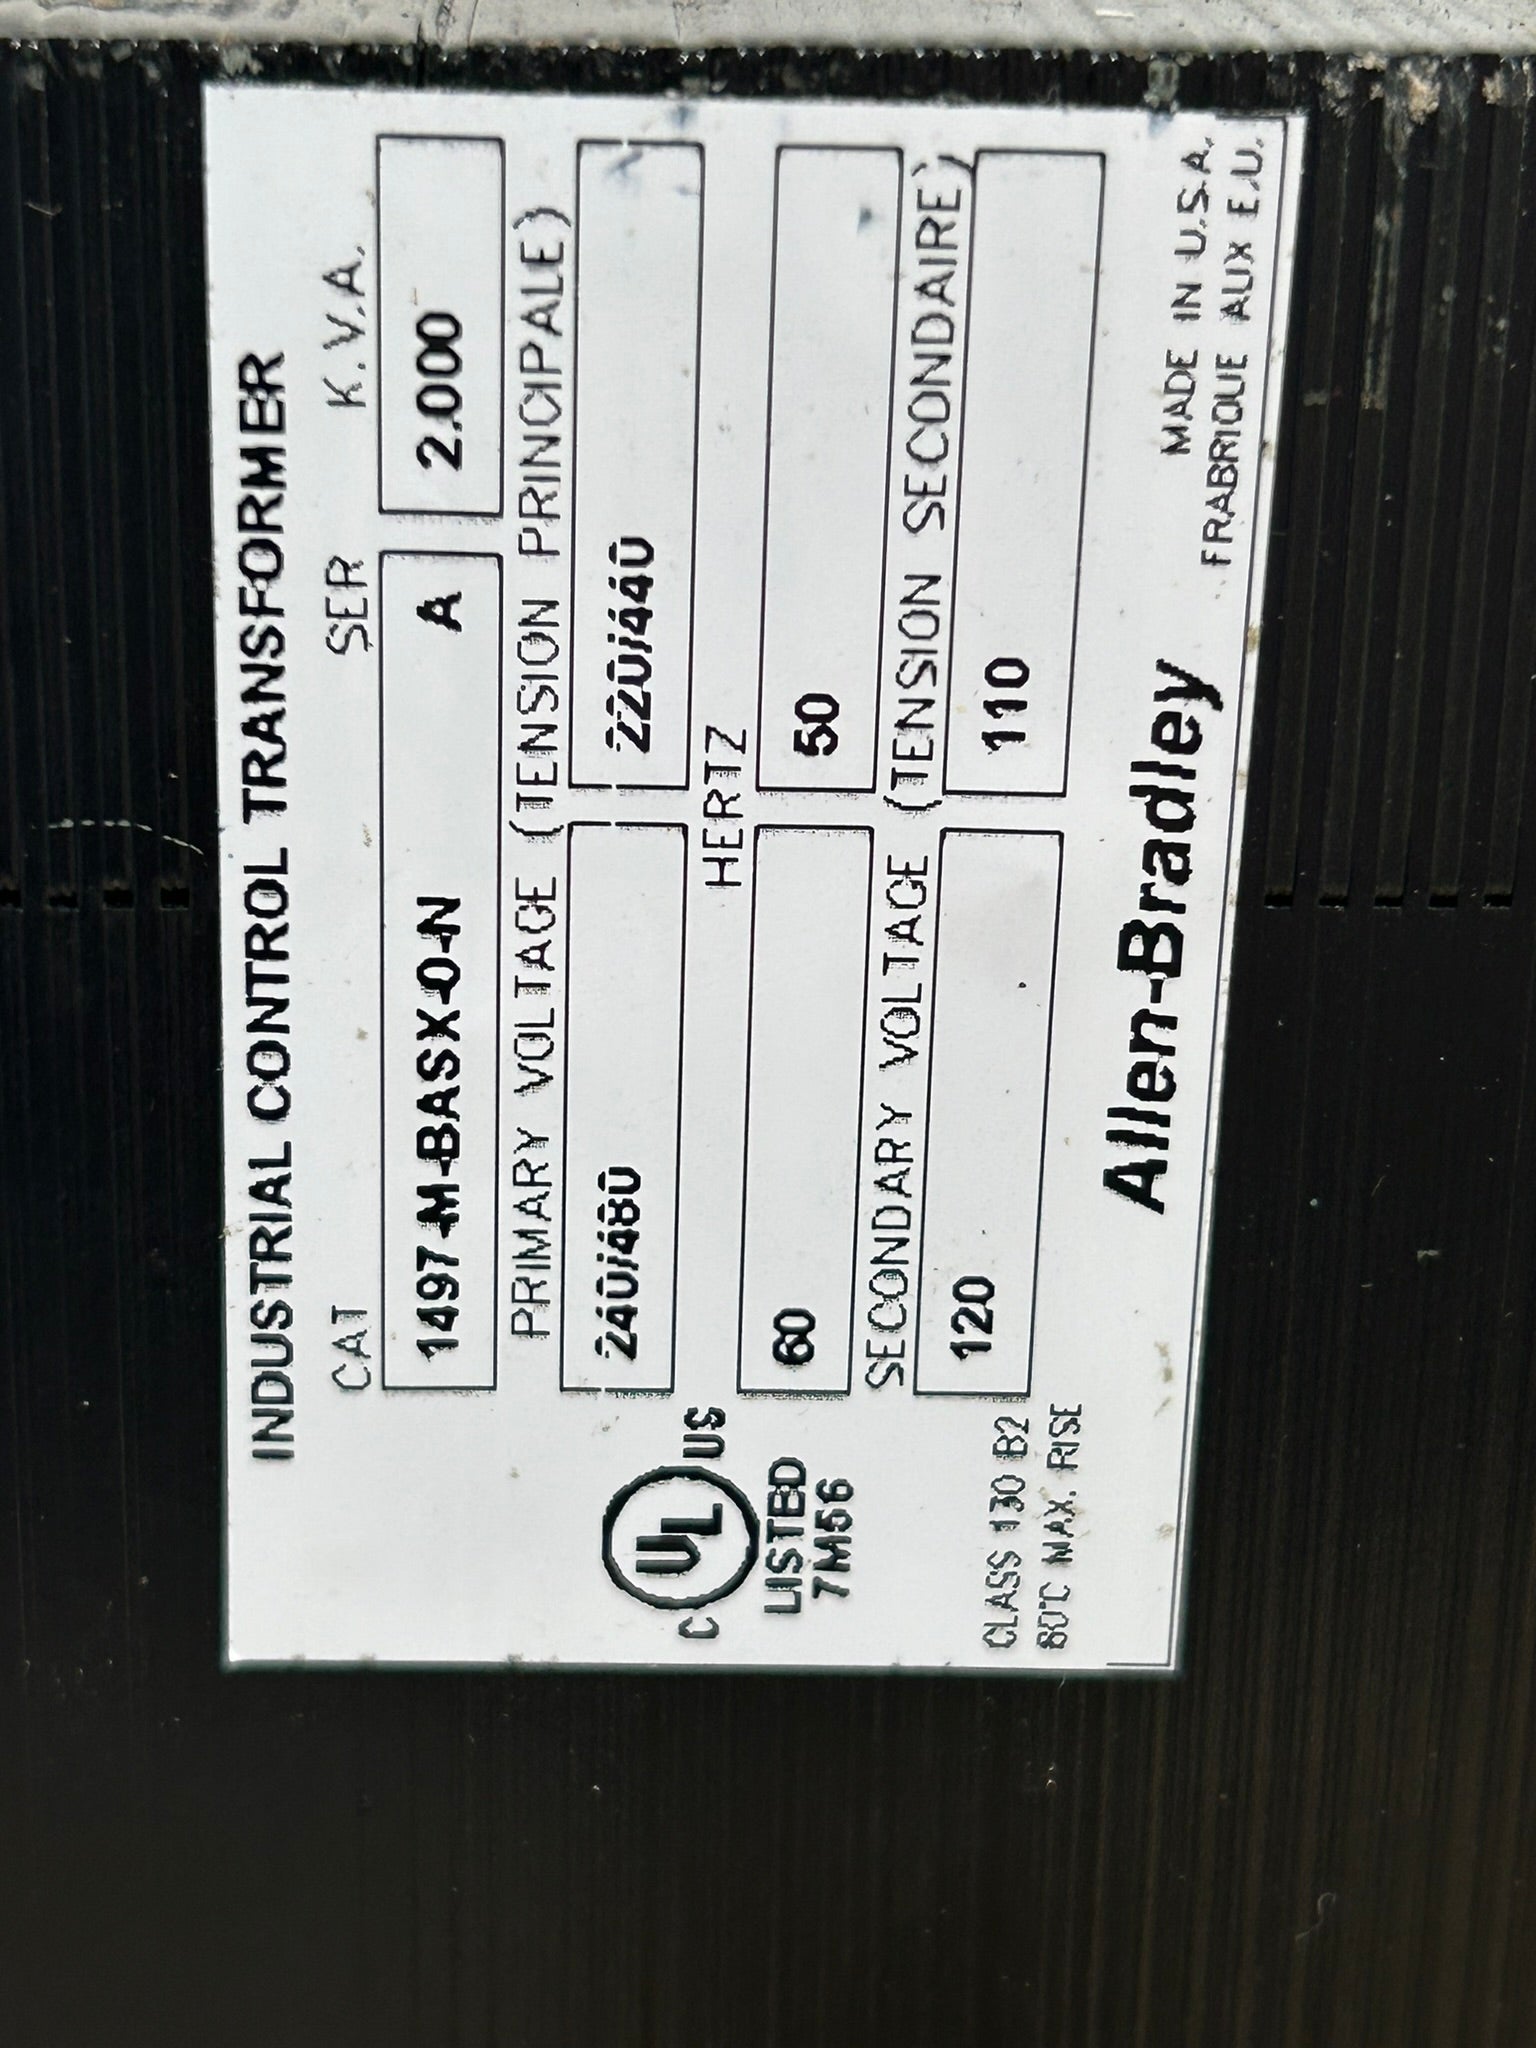 INDUSTRIAL CONTROL TRANSFORMER
CAT SER K.V.A.
1497-M-BASX-0-N A 2.000
PRIMARY VOLTAGE (TENSION PRINCIPALE)
240/480 220/440
HERTZ
60 50
SECONDARY VOLTAGE (TENSION SECONDAIRE)
120 110
C UL US
LISTED
7M56
CLASS 130 B2
80°C MAX. RISE
Allen-Bradley
MADE IN U.S.A.
FRABRIQUE AUX E.U.